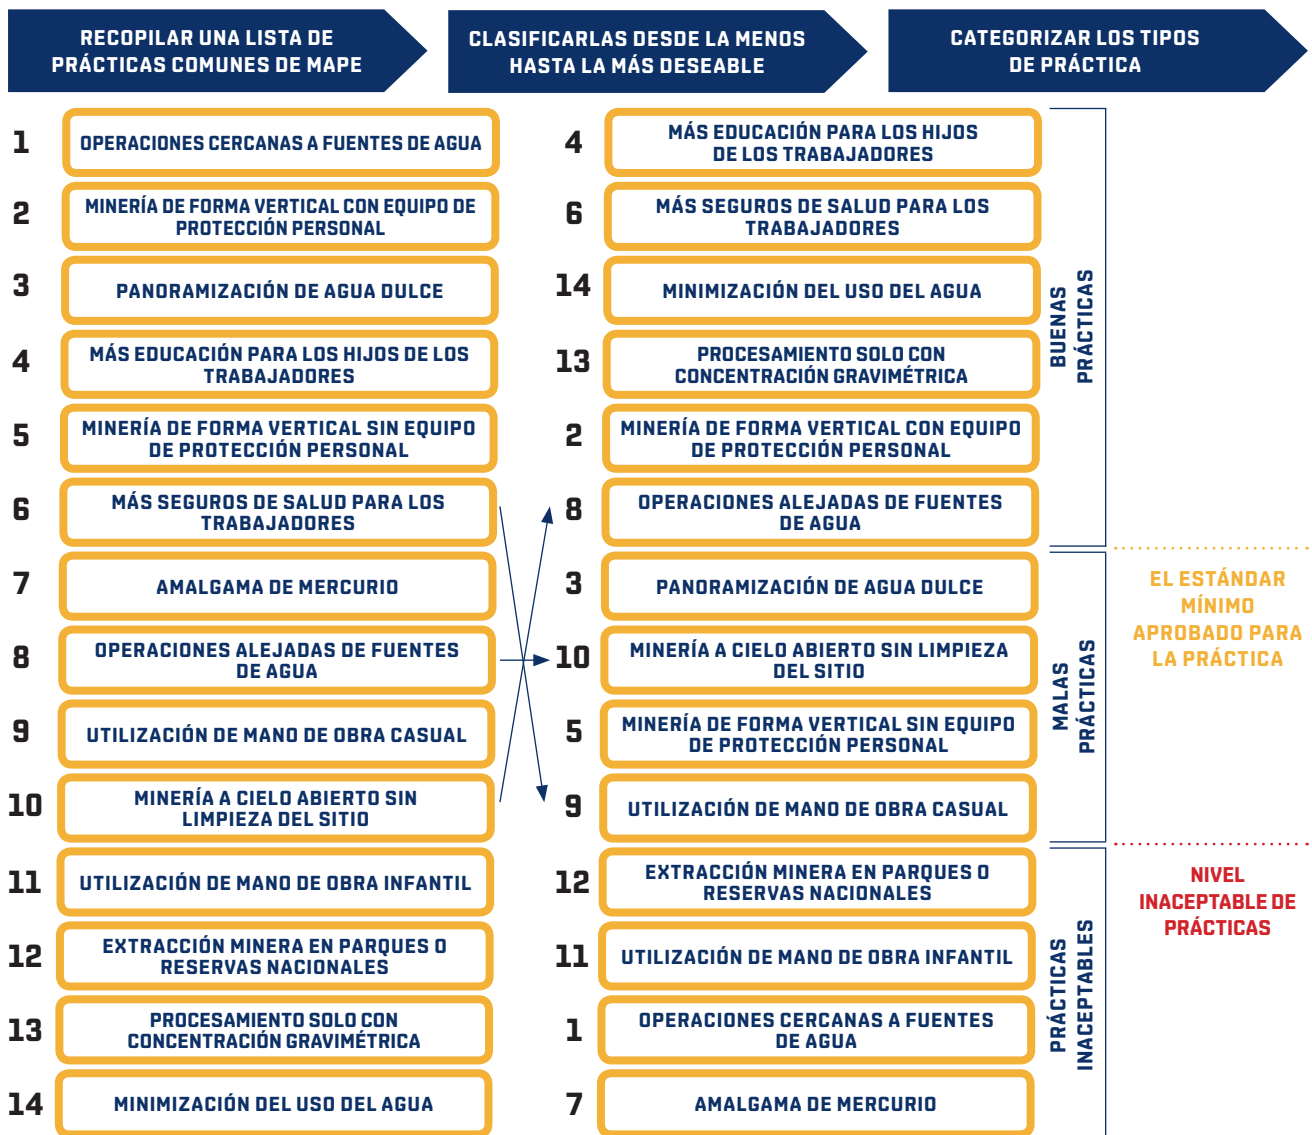 RECOPILAR UNA LISTA DE
PRÁCTICAS COMUNES DE MAPE
CLASIFICARLAS DESDE LA MENOS
HASTA LA MÁS DESEABLE
CATEGORIZAR LOS TIPOS
DE PRÁCTICA
1
OPERACIONES CERCANAS A FUENTES DE AGUA
2
MINERÍA DE FORMA VERTICAL CON EQUIPO DE
PROTECCIÓN PERSONAL
3
PANORAMIZACIÓN DE AGUA DULCE
4
MÁS EDUCACIÓN PARA LOS HIJOS DE LOS
TRABAJADORES
5
MINERÍA DE FORMA VERTICAL SIN EQUIPO
DE PROTECCIÓN PERSONAL
6
MÁS SEGUROS DE SALUD PARA LOS
TRABAJADORES
7
AMALGAMA DE MERCURIO
8
OPERACIONES ALEJADAS DE FUENTES
DE AGUA
9
UTILIZACIÓN DE MANO DE OBRA CASUAL
10
MINERÍA A CIELO ABIERTO SIN
LIMPIEZA DEL SITIO
11
UTILIZACIÓN DE MANO DE OBRA INFANTIL
12
EXTRACCIÓN MINERA EN PARQUES O
RESERVAS NACIONALES
13
PROCESAMIENTO SOLO CON
CONCENTRACIÓN GRAVIMÉTRICA
14
MINIMIZACIÓN DEL USO DEL AGUA
4
MÁS EDUCACIÓN PARA LOS HIJOS
DE LOS TRABAJADORES
6
MÁS SEGUROS DE SALUD PARA LOS
TRABAJADORES
14
MINIMIZACIÓN DEL USO DEL AGUA
13
PROCESAMIENTO SOLO CON
CONCENTRACIÓN GRAVIMÉTRICA
2
MINERÍA DE FORMA VERTICAL CON EQUIPO
DE PROTECCIÓN PERSONAL
8
OPERACIONES ALEJADAS DE FUENTES
DE AGUA
3
PANORAMIZACIÓN DE AGUA DULCE
10
MINERÍA A CIELO ABIERTO SIN LIMPIEZA
DEL SITIO
5
MINERÍA DE FORMA VERTICAL SIN EQUIPO
DE PROTECCIÓN PERSONAL
9
UTILIZACIÓN DE MANO DE OBRA CASUAL
12
EXTRACCIÓN MINERA EN PARQUES O
RESERVAS NACIONALES
11
UTILIZACIÓN DE MANO DE OBRA INFANTIL
1
OPERACIONES CERCANAS A FUENTES
DE AGUA
7
AMALGAMA DE MERCURIO
BUENAS
PRÁCTICAS
MALAS
PRÁCTICAS
PRÁCTICAS
INACEPTABLES
EL ESTÁNDAR
MÍNIMO
APROBADO PARA
LA PRÁCTICA
NIVEL
INACEPTABLE DE
PRÁCTICAS